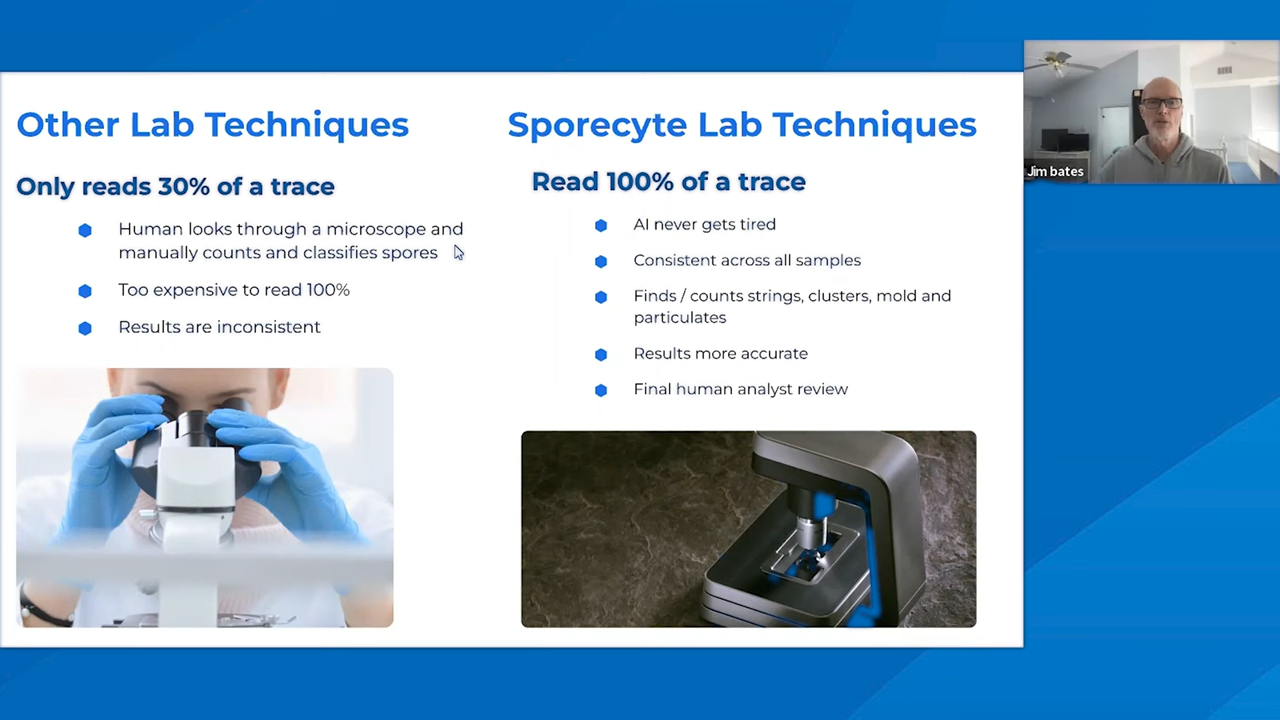 Other Lab Techniques
Only reads 30% of a trace
Human looks through a microscope and
manually counts and classifies spores
Too expensive to read 100%
Results are inconsistent
Sporecyte Lab Techniques
Read 100% of a trace
AI never gets tired
Consistent across all samples
Finds / counts strings, clusters, mold and
particulates
Results more accurate
Final human analyst review
Jim bates